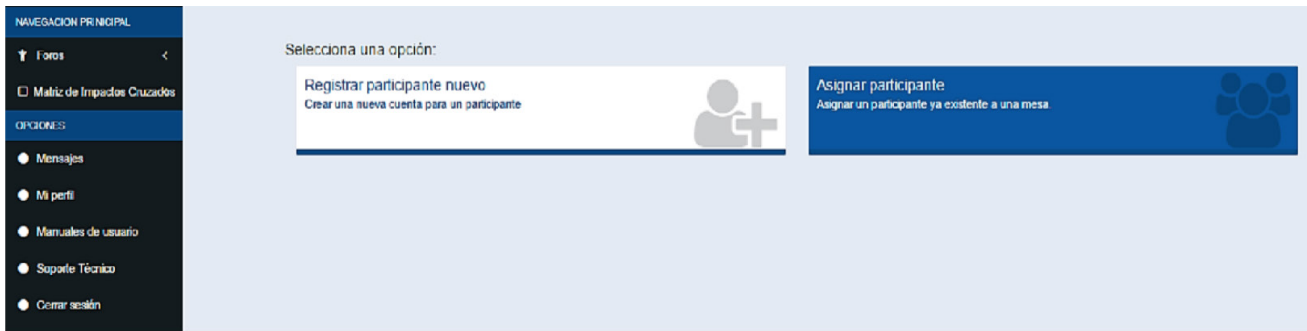 NAVEGACION PRINICIPAL
Foros
Matriz de Impactos Cruzados
OPCIONES
Mensajes
Mi perfil
Manuales de usuario
Soporte Técnico
Cerrar sesión
Selecciona una opción:
Registrar participante nuevo
Crear una nueva cuenta para un participante
Asignar participante
Asignar un participante ya existente a una mesa.